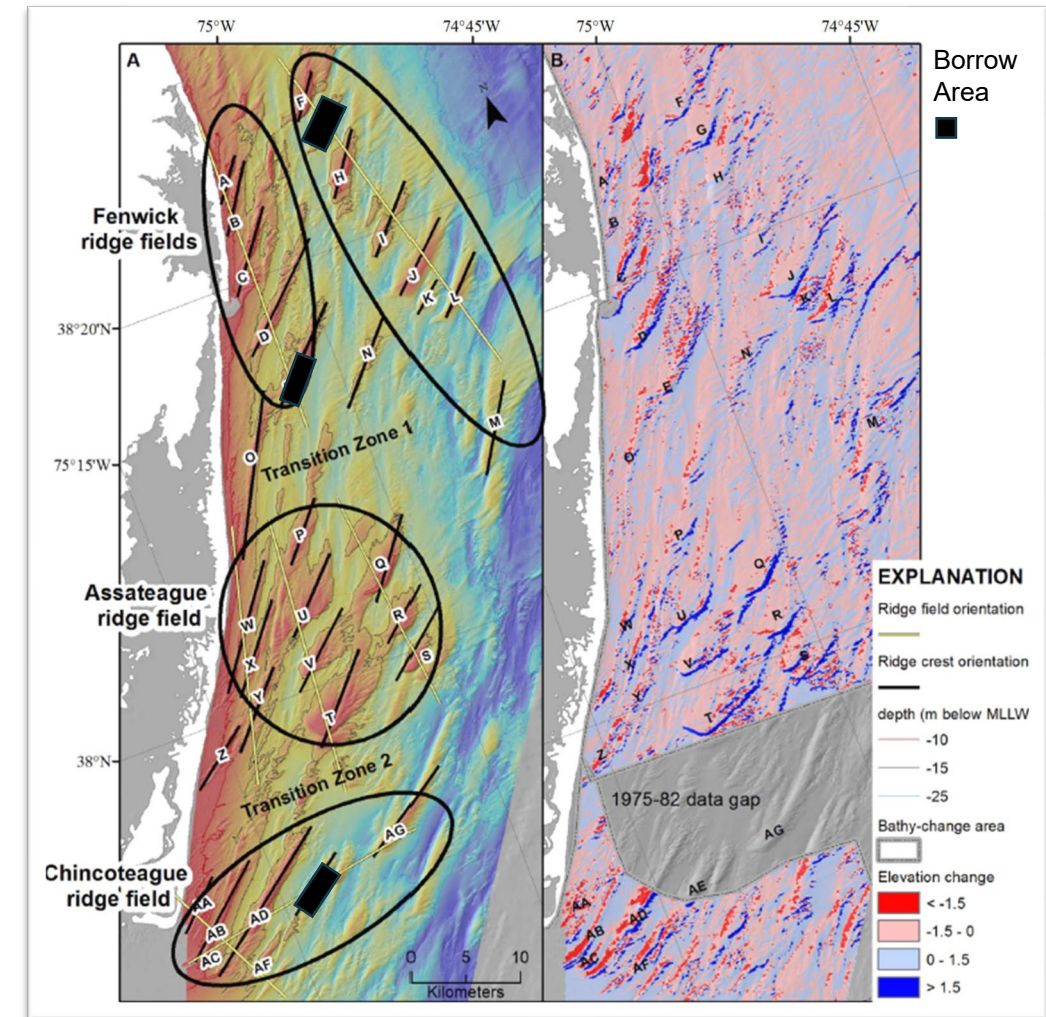 75°W
74°45'W
75°W
74°45'W
A
B
Borrow
Area
N
F
H
A
B
C
D
I
J
K
L
N
M
O
Fenwick
ridge fields
38°20'N
75°15'W
Transition Zone 1
P
Q
R
S
U
V
W
X
Y
T
Z
Assateague
ridge field
38°N
Transition Zone 2
Chincoteague
ridge field
AA
AB
AC
AD
AF
AG
0 5 10
Kilometers
F
G
H
A
B
C
D
E
I
J
K
L
N
M
O
P
Q
R
S
U
V
W
X
Y
T
Z
1975-82 data gap
AG
AE
AA
AB
AC
AD
AF
EXPLANATION
Ridge field orientation
Ridge crest orientation
depth (m below MLLW
-10
-15
-25
Bathy-change area
Elevation change
< -1.5
-1.5 - 0
0 - 1.5
> 1.5